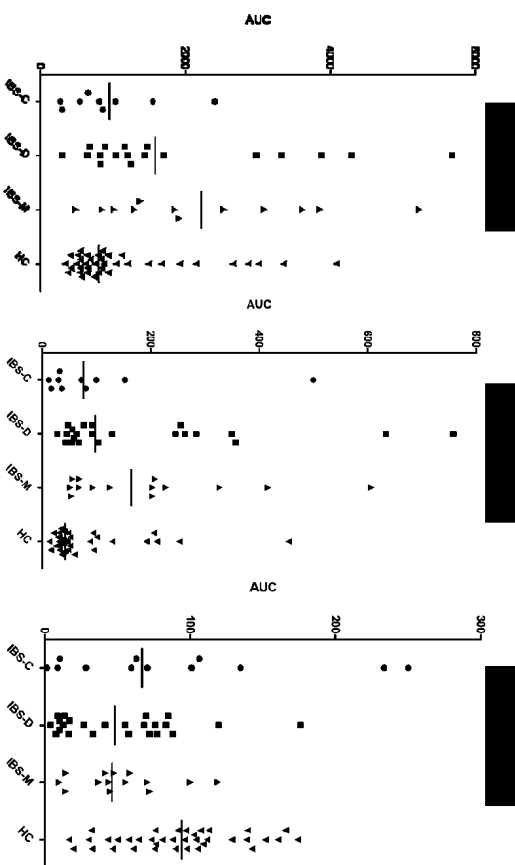 AUC
0 2000 4000 6000
IBS-C
IBS-D
IBS-M
HC
AUC
0 200 400 600 800
IBS-C
IBS-D
IBS-M
HC
AUC
0 100 200 300
IBS-C
IBS-D
IBS-M
HC